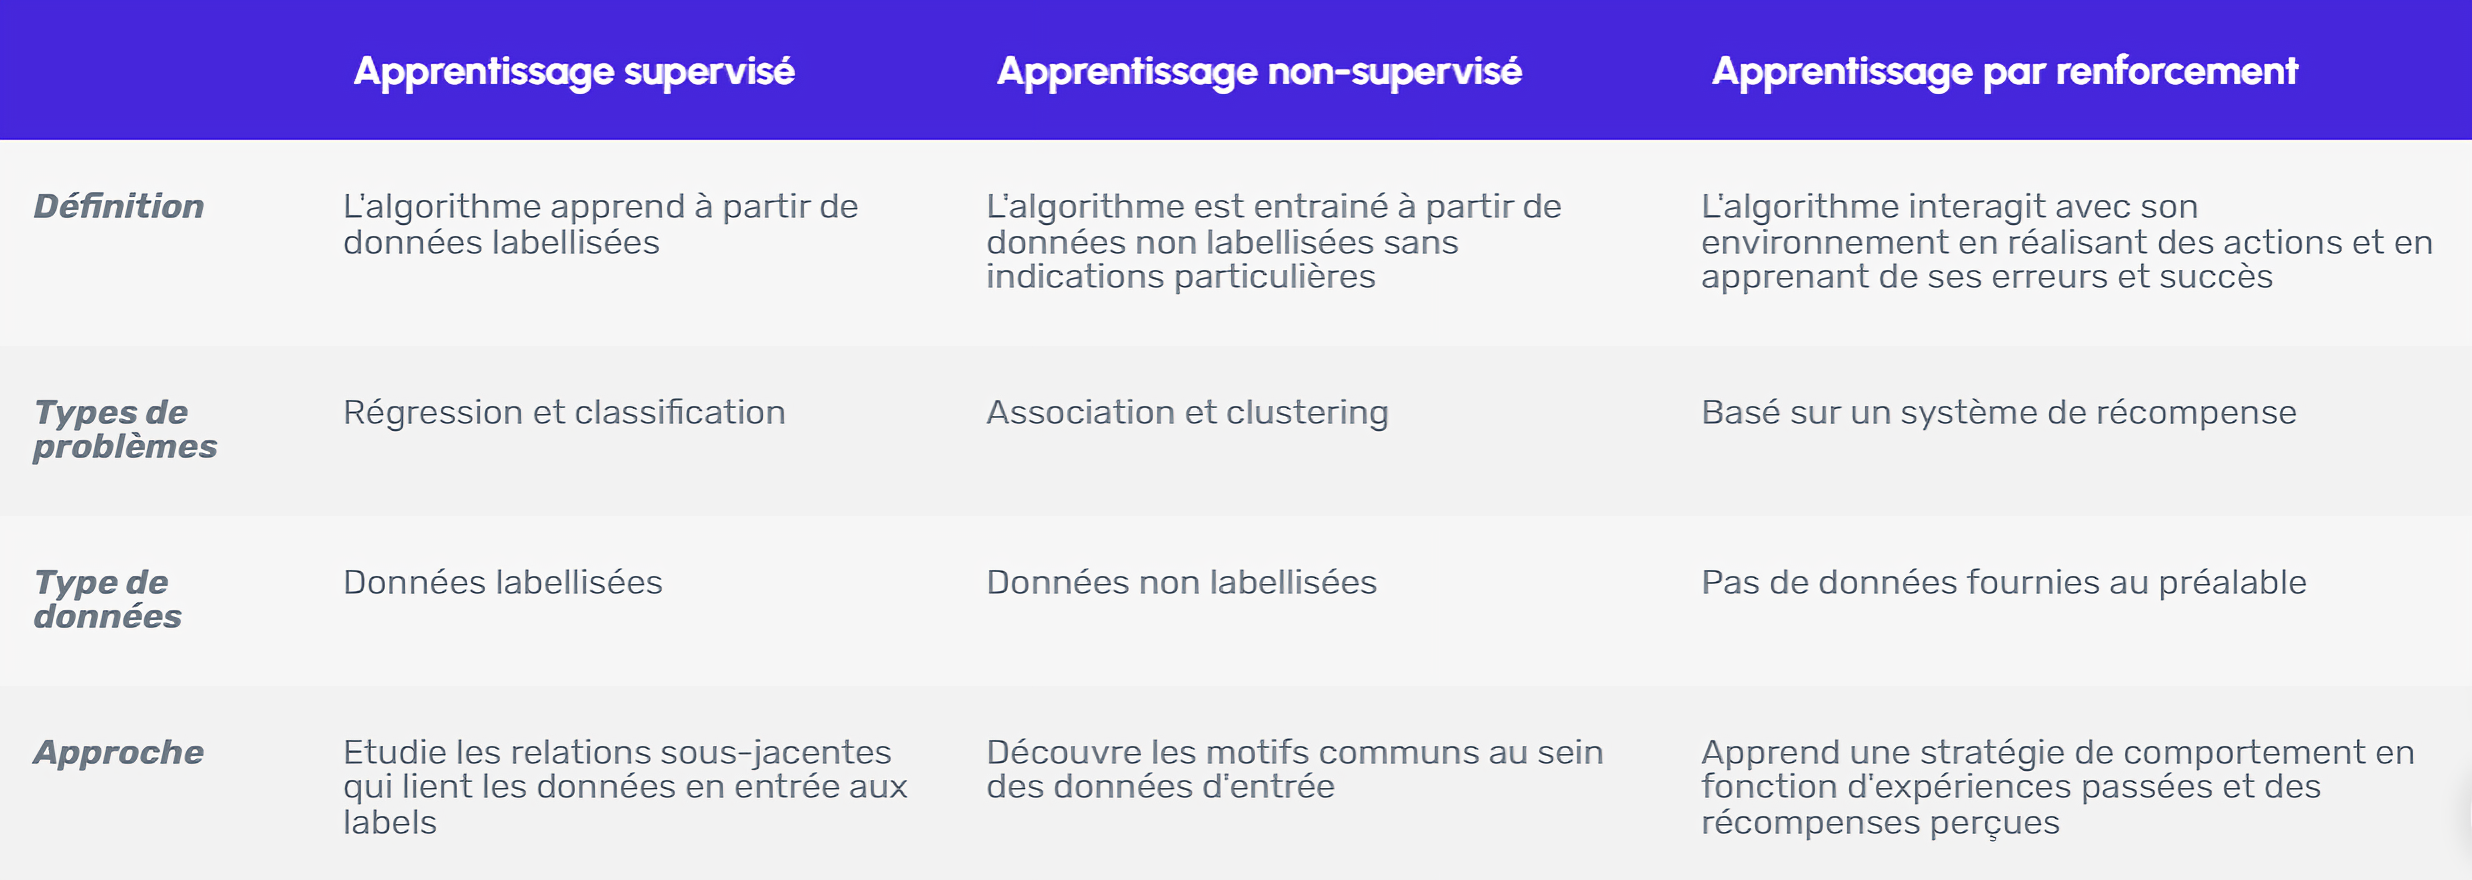 Apprentissage supervisé
Apprentissage non-supervisé
Apprentissage par renforcement
Définition
L'algorithme apprend à partir de
données labellisées
L'algorithme est entrainé à partir de
données non labellisées sans
indications particulières
L'algorithme interagit avec son
environnement en réalisant des actions et en
apprenant de ses erreurs et succès
Types de
problèmes
Régression et classification
Association et clustering
Basé sur un système de récompense
Type de
données
Données labellisées
Données non labellisées
Pas de données fournies au préalable
Approche
Etudie les relations sous-jacentes
qui lient les données en entrée aux
labels
Découvre les motifs communs au sein
des données d'entrée
Apprend une stratégie de comportement en
fonction d'expériences passées et des
récompenses perçues